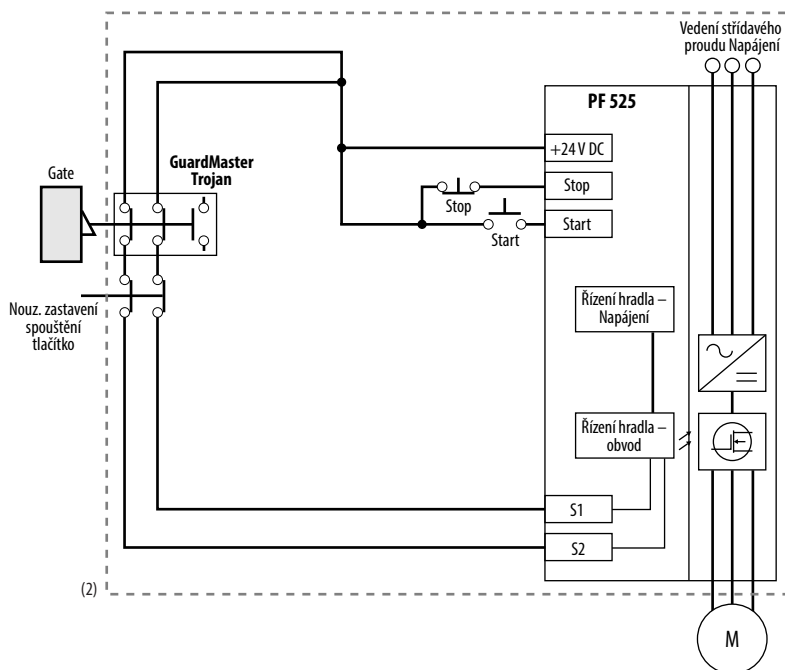 Vedení střídavého
proudu Napájení
PF 525
+24 V DC
GuardMaster
Trojan
Gate
Stop
Stop
Start
Start
Nouz. zastavení
spouštění
tlačítko
Řízení hradla –
Napájení
Řízení hradla –
obvod
S1
S2
(2)
M